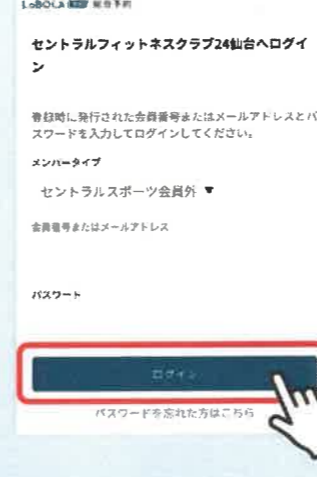 LaBOLA 総合予約
セントラルフィットネスクラブ24仙台へログイ
ン
登録時に発行された会員番号またはメールアドレスとパ
スワードを入力してログインしてください。
メンバータイプ
セントラルスポーツ会員外 ▼
会員番号またはメールアドレス
パスワード
ログイン
パスワードを忘れた方はこちら